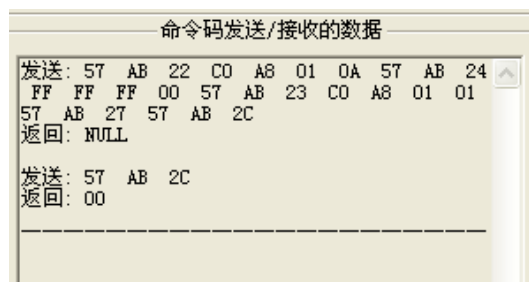 命令码发送/接收的数据
发送: 57 AB 22 C0 A8 01 0A 57 AB 24
FF FF FF 00 57 AB 23 C0 A8 01 01
57 AB 27 57 AB 2C
返回: NULL
发送: 57 AB 2C
返回: 00